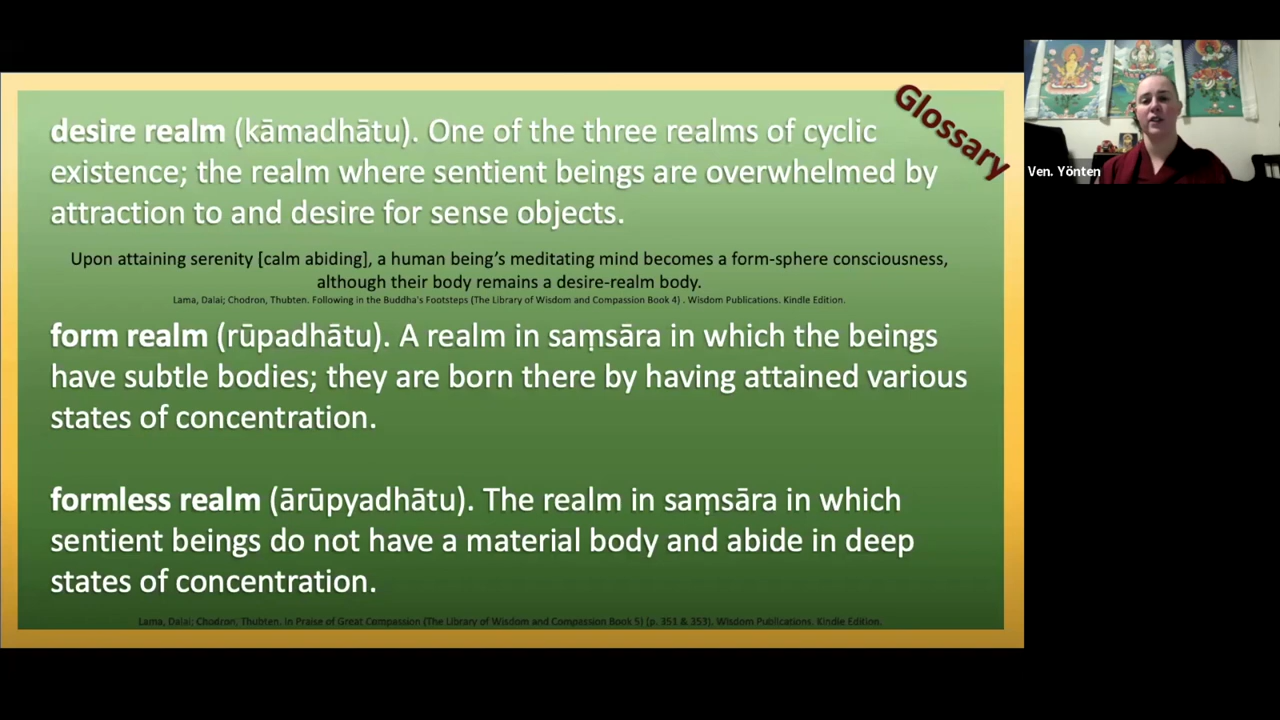 Glossary
desire realm (kāmadhātu). One of the three realms of cyclic
existence; the realm where sentient beings are overwhelmed by
attraction to and desire for sense objects.
Upon attaining serenity [calm abiding], a human being’s meditating mind becomes a form-sphere consciousness,
although their body remains a desire-realm body.
Lama, Dalai; Chodron, Thubten. Following in the Buddha's Footsteps (The Library of Wisdom and Compassion Book 4) . Wisdom Publications. Kindle Edition.
form realm (rūpadhātu). A realm in saṃsāra in which the beings
have subtle bodies; they are born there by having attained various
states of concentration.
formless realm (ārūpyadhātu). The realm in saṃsāra in which
sentient beings do not have a material body and abide in deep
states of concentration.
Lama, Dalai; Chodron, Thubten. In Praise of Great Compassion (The Library of Wisdom and Compassion Book 5) (p. 351 & 353). Wisdom Publications. Kindle Edition.
Ven. Yönten